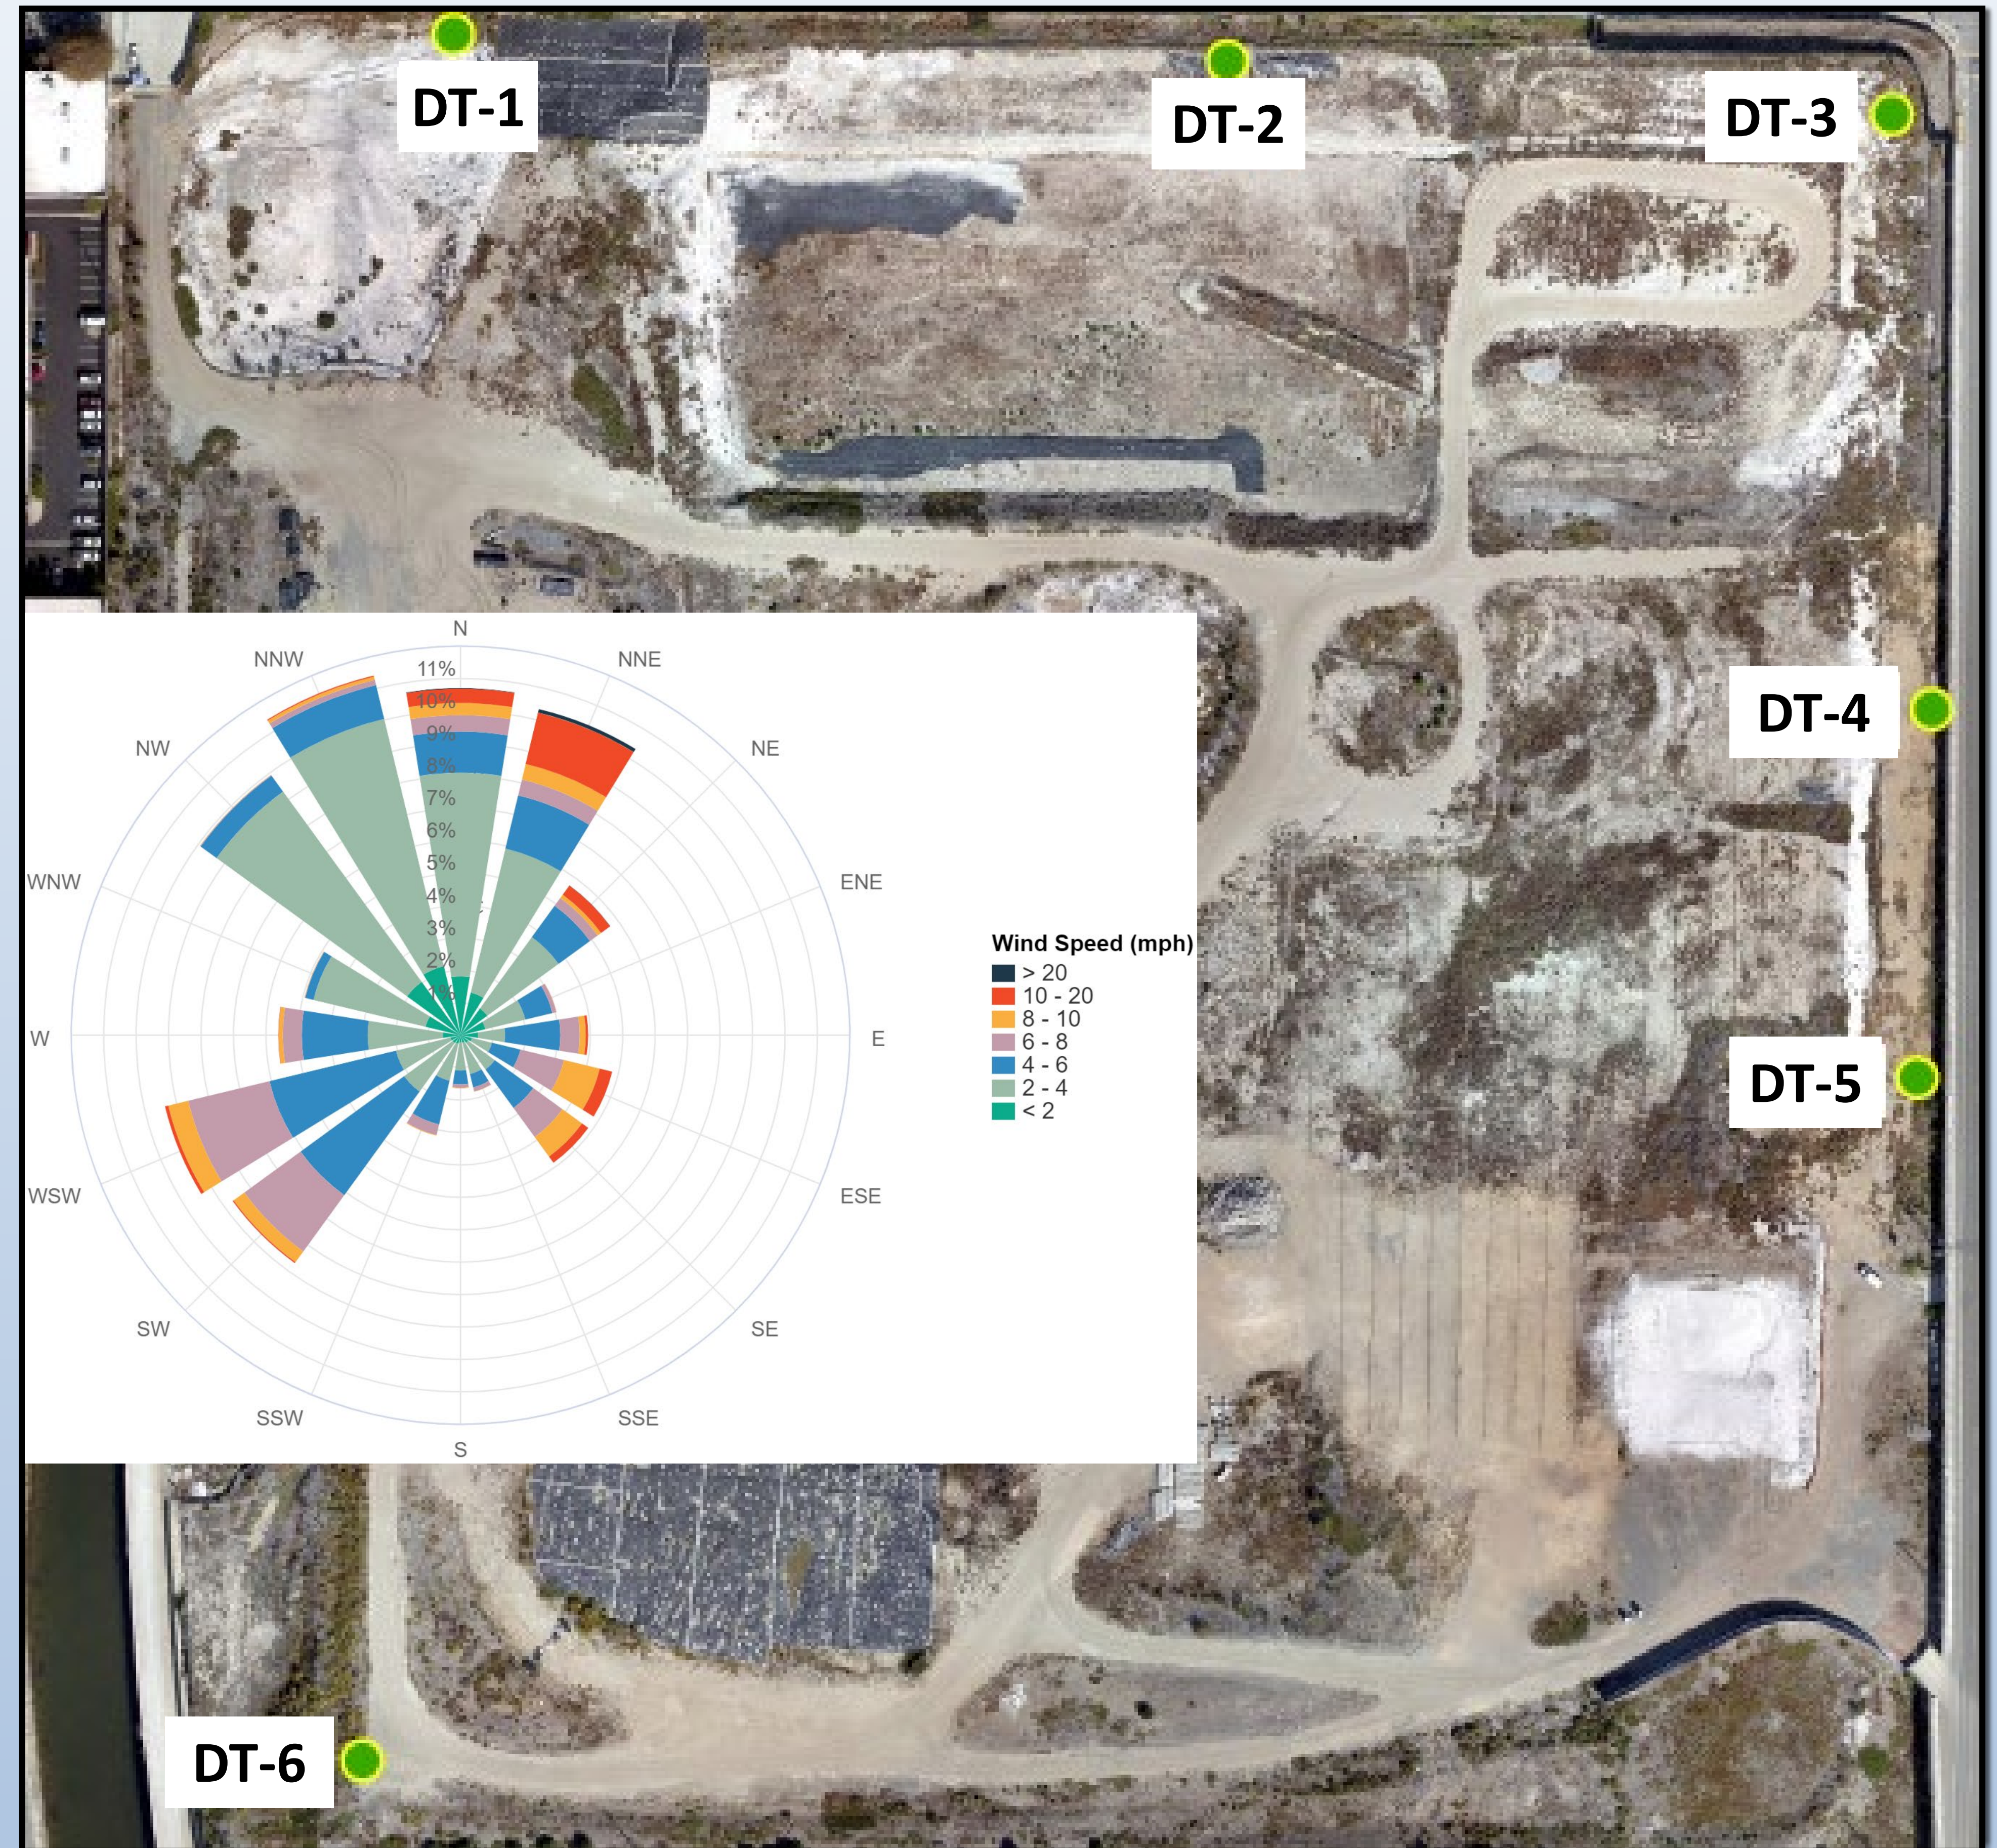 DT-1
DT-2
DT-3
DT-4
DT-5
DT-6
N
NNE
NE
ENE
E
ESE
SE
SSE
S
SSW
SW
WSW
W
WNW
NW
NNW
11%
10%
9%
8%
7%
6%
5%
4%
3%
2%
1%
Wind Speed (mph)
> 20
10 - 20
8 - 10
6 - 8
4 - 6
2 - 4
< 2